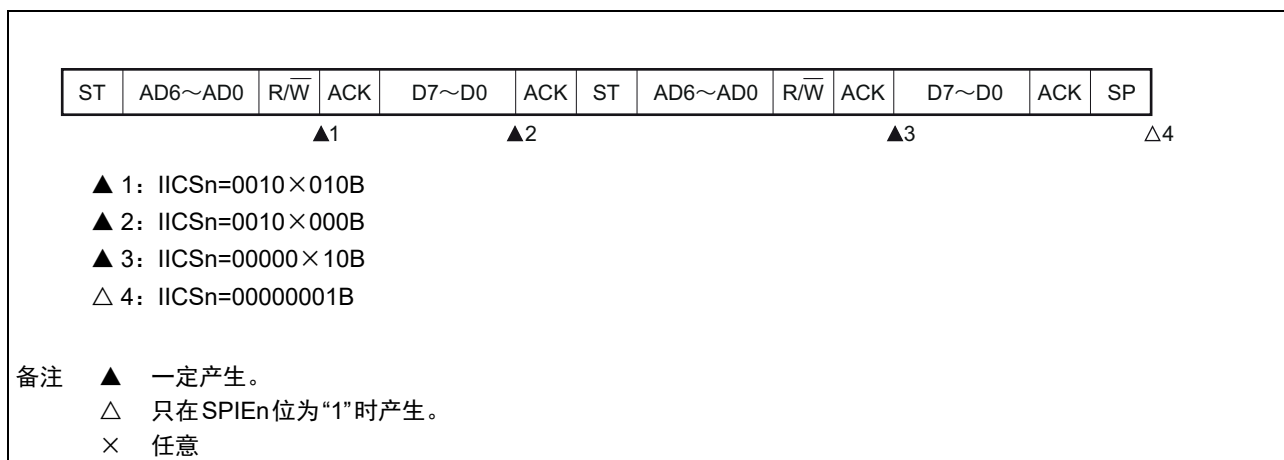 ST AD6～AD0 R/W̅ ACK D7～D0 ACK ST AD6～AD0 R/W̅ ACK D7～D0 ACK SP
▲1 ▲2 ▲3 △4
▲ 1：IICSn=0010×010B
▲ 2：IICSn=0010×000B
▲ 3：IICSn=00000×10B
△ 4：IICSn=00000001B
备注 ▲ 一定产生。
△ 只在SPIEn位为“1”时产生。
× 任意